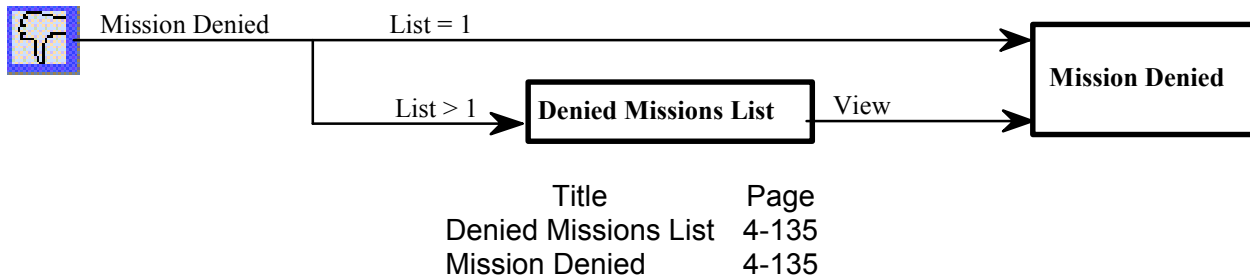 Mission Denied List = 1
Mission Denied
List > 1 Denied Missions List View
Title Page
Denied Missions List 4-135
Mission Denied 4-135